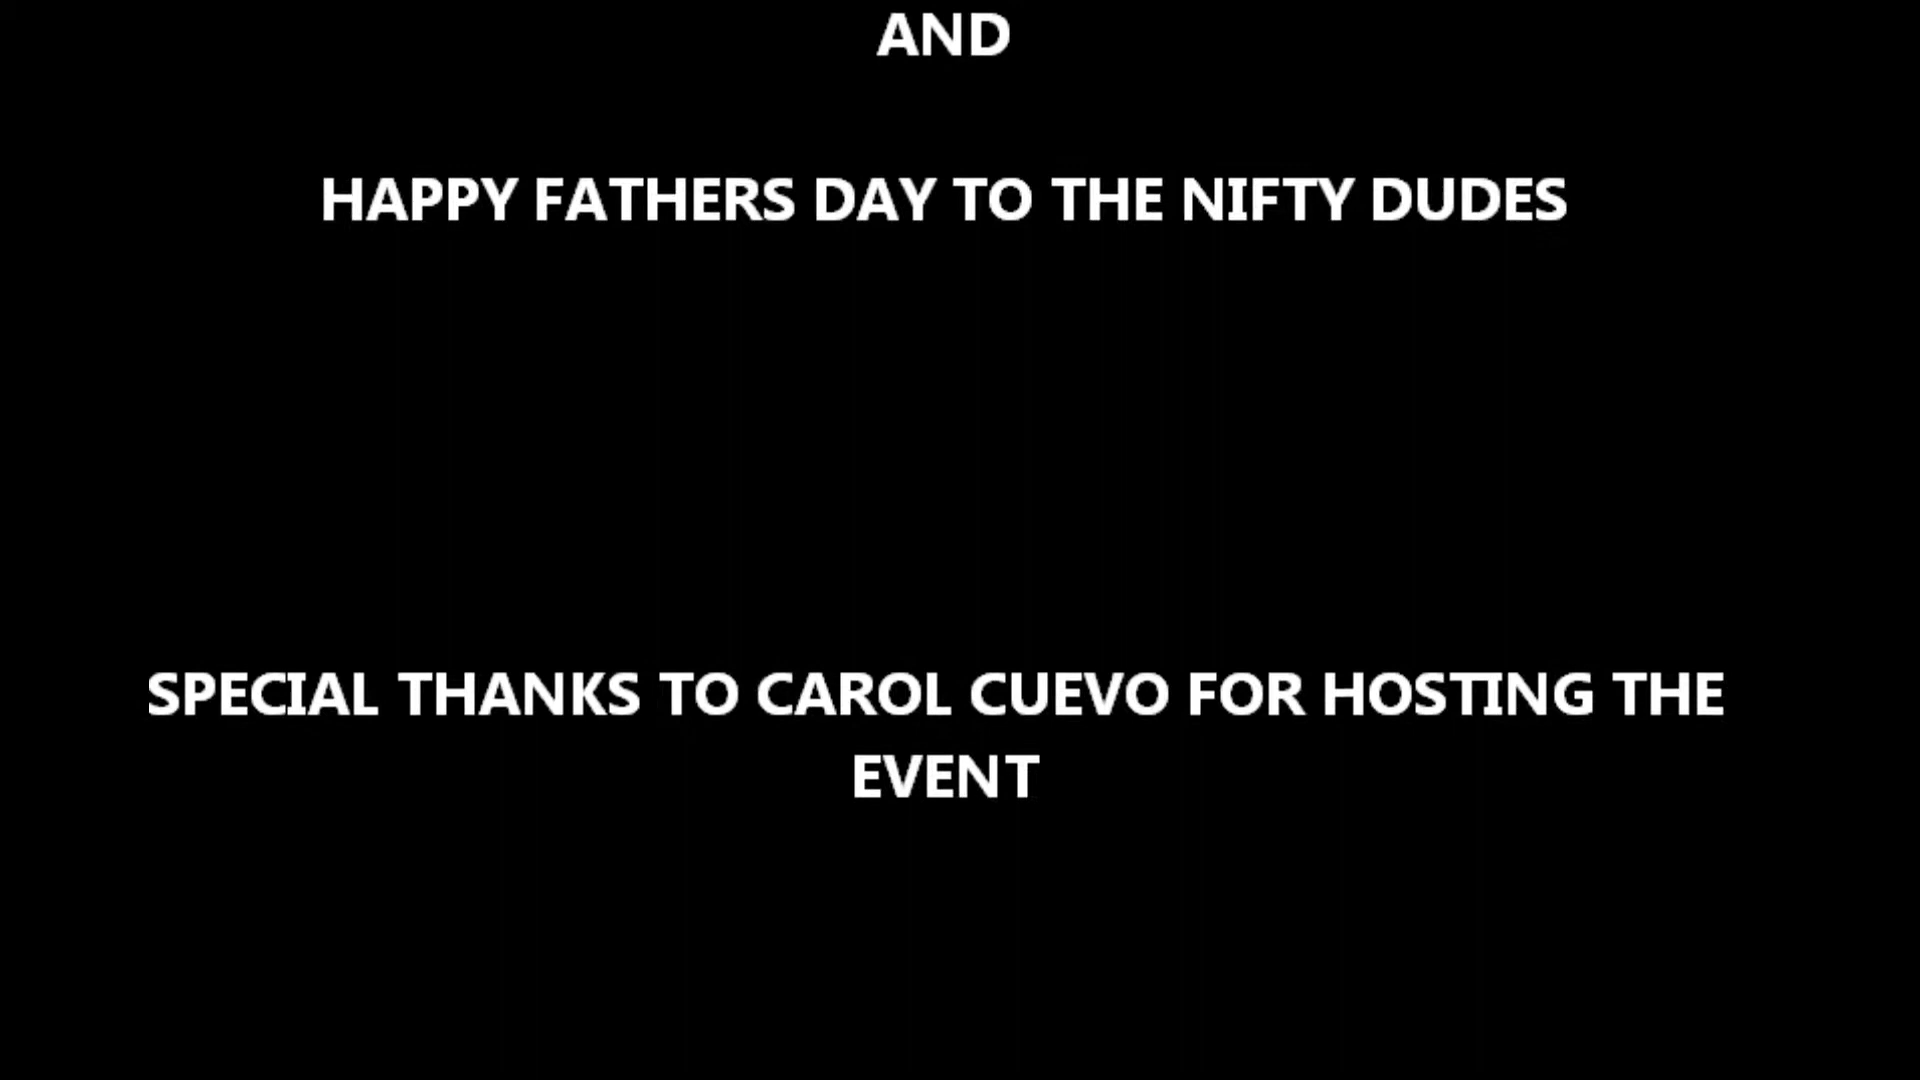 AND
HAPPY FATHERS DAY TO THE NIFTY DUDES
SPECIAL THANKS TO CAROL CUEVO FOR HOSTING THE
EVENT